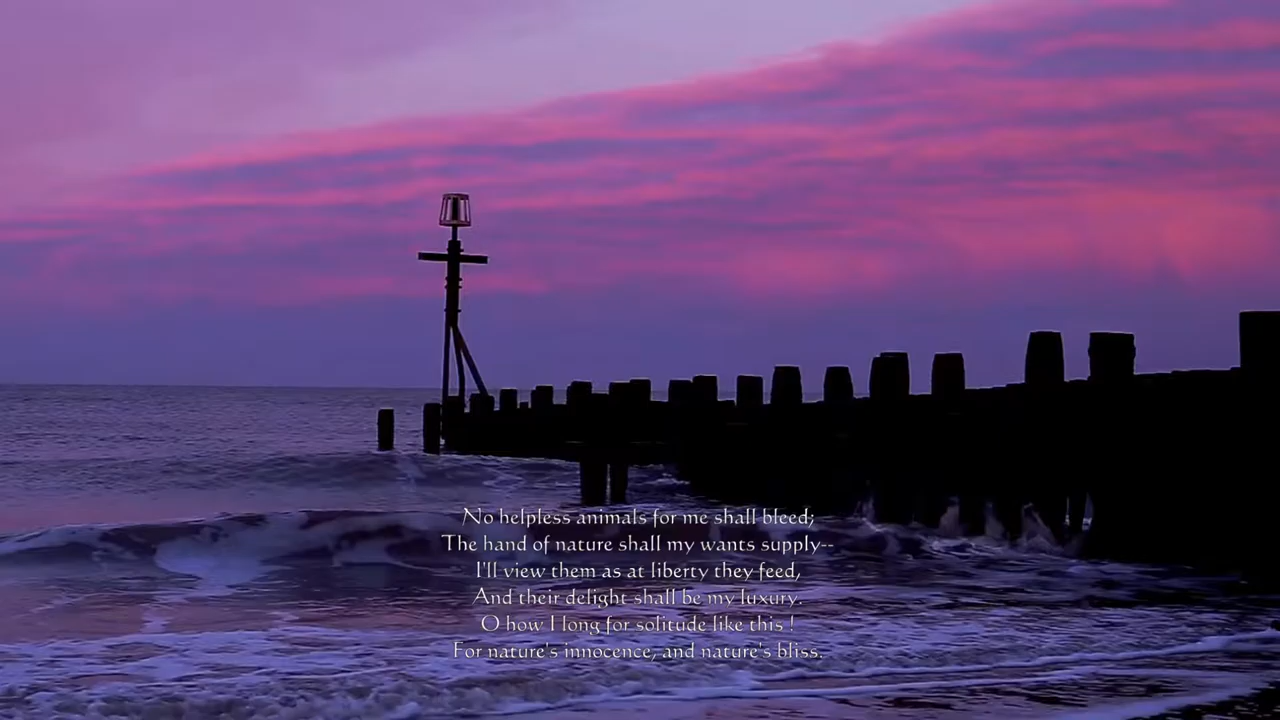 No helpless animals for me shall bleed;
The hand of nature shall my wants supply--
I'll view them as at liberty they feed,
And their delight shall be my luxury.
O how I long for solitude like this !
For nature's innocence, and nature's bliss.